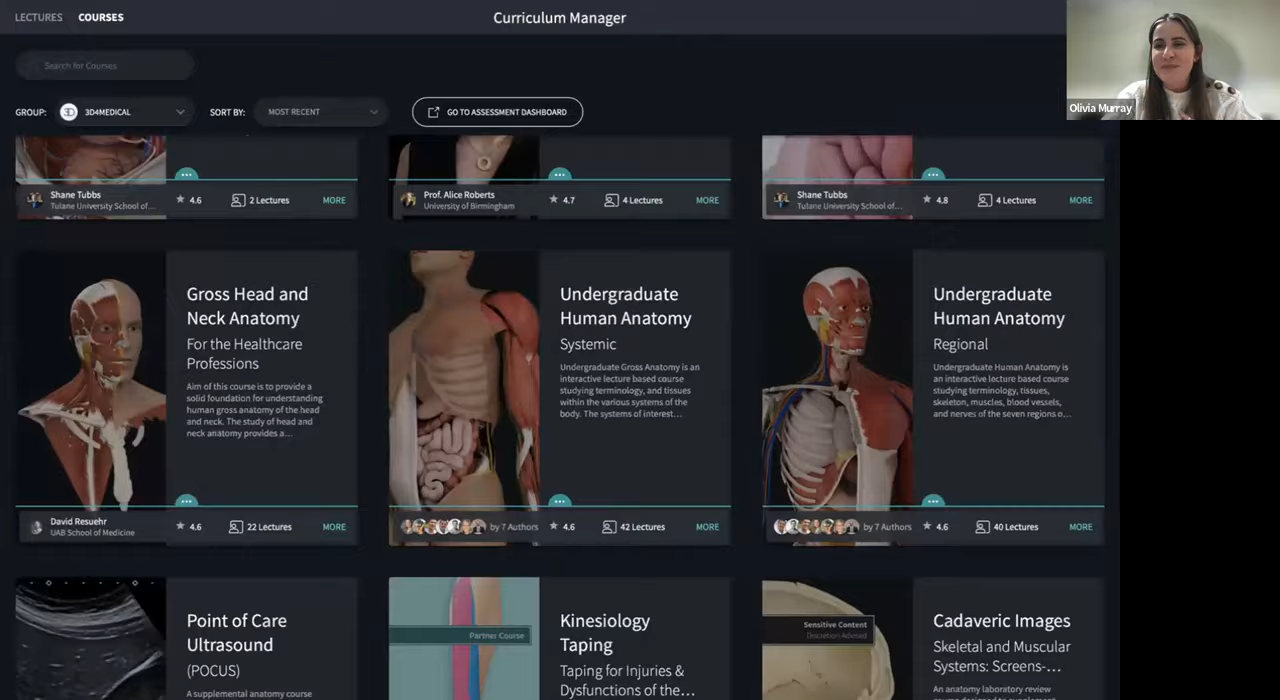 LECTURES COURSES
Curriculum Manager
Olivia Murray
Search for Courses
GROUP: 3D 3D4MEDICAL SORT BY: MOST RECENT GO TO ASSESSMENT DASHBOARD
Shane Tubbs
Tulane University School of...
4.6 2 Lectures MORE
Prof. Alice Roberts
University of Birmingham
4.7 4 Lectures MORE
Shane Tubbs
Tulane University School of...
4.8 4 Lectures MORE
Gross Head and
Neck Anatomy
For the Healthcare
Professions
Aim of this course is to provide a
solid foundation for understanding
human gross anatomy of the head
and neck. The study of head and
neck anatomy provides a...
David Resuehr
UAB School of Medicine
4.6 22 Lectures MORE
Undergraduate
Human Anatomy
Systemic
Undergraduate Gross Anatomy is an
interactive lecture based course
studying terminology, and tissues
within the various systems of the
body. The systems of interest...
by 7 Authors 4.6 42 Lectures MORE
Undergraduate
Human Anatomy
Regional
Undergraduate Human Anatomy is
an interactive lecture based course
studying terminology, tissues,
skeleton, muscles, blood vessels,
and nerves of the seven regions o...
by 7 Authors 4.6 40 Lectures MORE
Point of Care
Ultrasound
(POCUS)
A supplemental anatomy course
Partner Course
Kinesiology
Taping
Taping for Injuries &
Dysfunctions of the...
Sensitive Content
Discretion Advised
Cadaveric Images
Skeletal and Muscular
Systems: Screens-...
An anatomy laboratory review
course designed to supplement